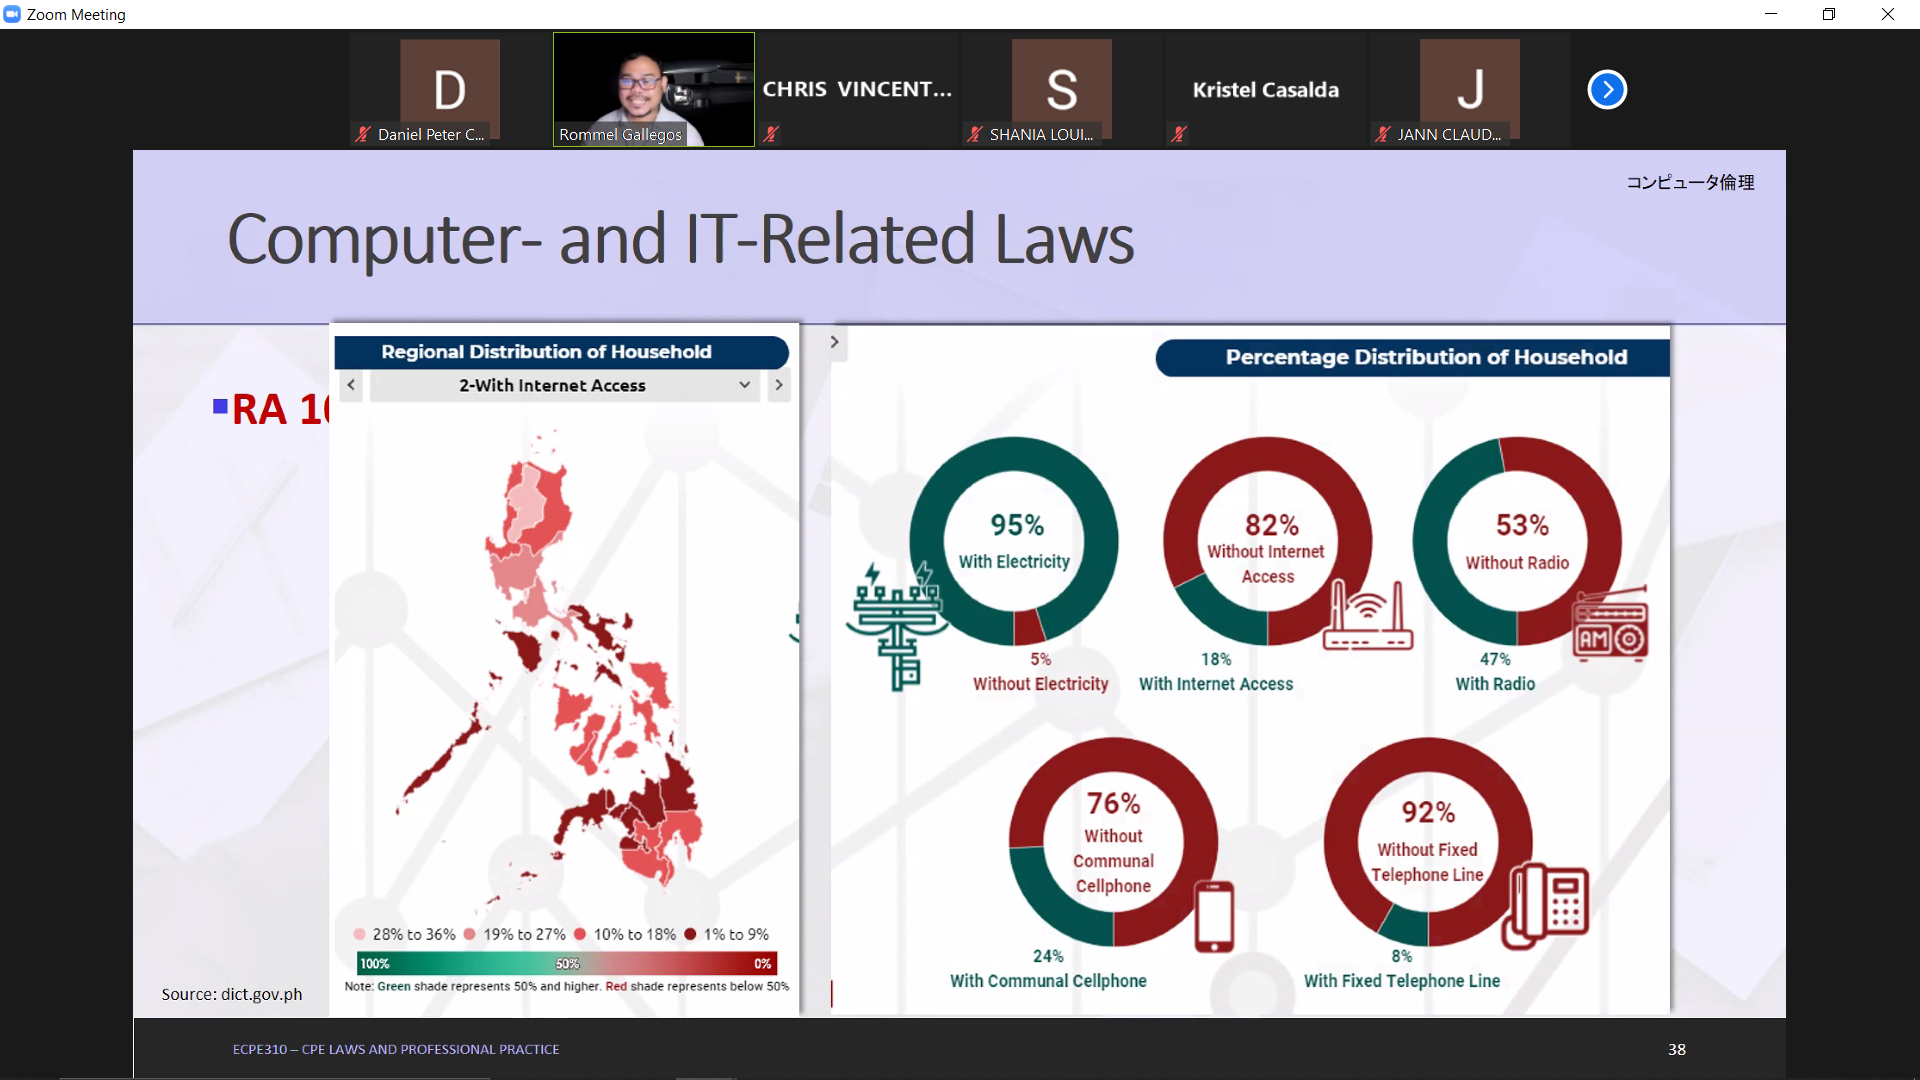 Zoom Meeting
D
Daniel Peter C...
Rommel Gallegos
CHRIS VINCENT...
S
SHANIA LOUI...
Kristel Casalda
J
JANN CLAUD...
コンピュータ倫理
Computer- and IT-Related Laws
RA 10
Regional Distribution of Household
2-With Internet Access
28% to 36%
19% to 27%
10% to 18%
1% to 9%
100%
50%
0%
Note: Green shade represents 50% and higher. Red shade represents below 50%
Source: dict.gov.ph
Percentage Distribution of Household
95%
With Electricity
5%
Without Electricity
82%
Without Internet
Access
18%
With Internet Access
53%
Without Radio
AM
47%
With Radio
76%
Without
Communal
Cellphone
24%
With Communal Cellphone
92%
Without Fixed
Telephone Line
8%
With Fixed Telephone Line
ECPE310 – CPE LAWS AND PROFESSIONAL PRACTICE
38